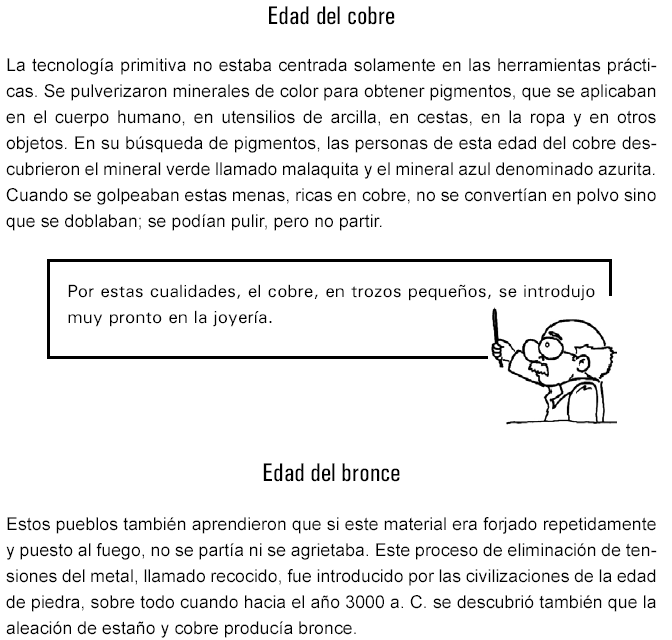 Edad del cobre
La tecnología primitiva no estaba centrada solamente en las herramientas prácti-
cas. Se pulverizaron minerales de color para obtener pigmentos, que se aplicaban
en el cuerpo humano, en utensilios de arcilla, en cestas, en la ropa y en otros
objetos. En su búsqueda de pigmentos, las personas de esta edad del cobre des-
cubrieron el mineral verde llamado malaquita y el mineral azul denominado azurita.
Cuando se golpeaban estas menas, ricas en cobre, no se convertían en polvo sino
que se doblaban; se podían pulir, pero no partir.
Por estas cualidades, el cobre, en trozos pequeños, se introdujo
muy pronto en la joyería.
Edad del bronce
Estos pueblos también aprendieron que si este material era forjado repetidamente
y puesto al fuego, no se partía ni se agrietaba. Este proceso de eliminación de ten-
siones del metal, llamado recocido, fue introducido por las civilizaciones de la edad
de piedra, sobre todo cuando hacia el año 3000 a. C. se descubrió también que la
aleación de estaño y cobre producía bronce.